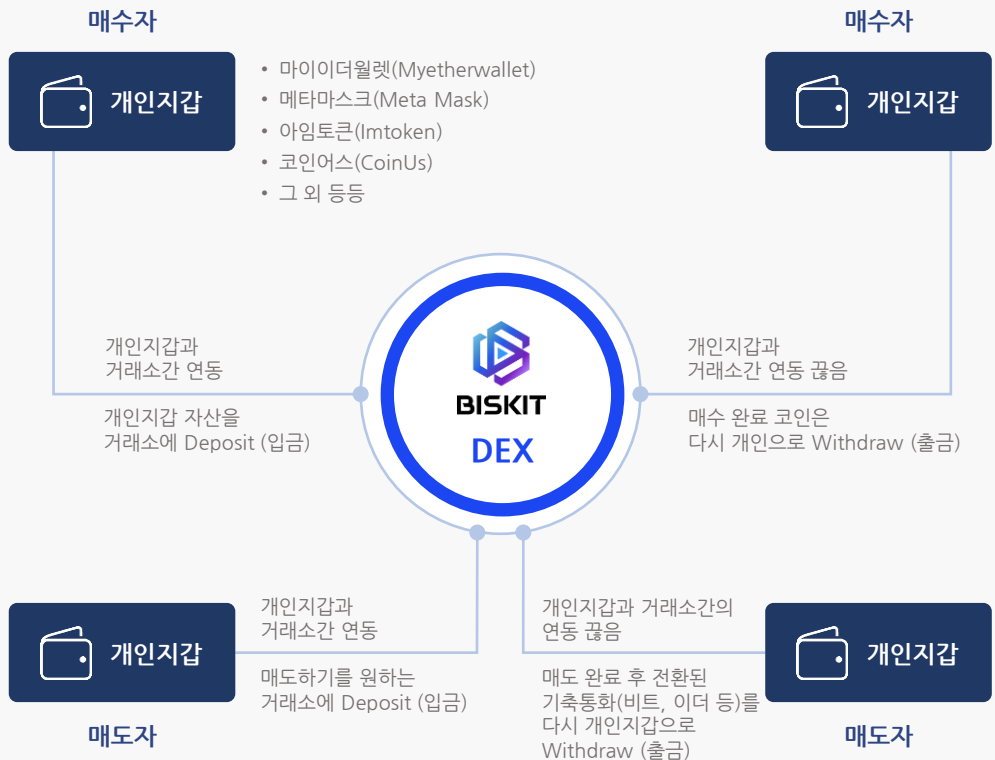 매수자
매수자
개인지갑
• 마이이더월렛(Myetherwallet)
• 메타마스크(Meta Mask)
• 아임토큰(Imtoken)
• 코인어스(CoinUs)
• 그 외 등등
개인지갑
개인지갑과
거래소간 연동
개인지갑 자산을
거래소에 Deposit (입금)
BISKIT
DEX
개인지갑과
거래소간 연동 끊음
매수 완료 코인은
다시 개인으로 Withdraw (출금)
개인지갑
개인지갑과
거래소간 연동
매도하기를 원하는
거래소에 Deposit (입금)
개인지갑과 거래소간의
연동 끊음
매도 완료 후 전환된
기축통화(비트, 이더 등)를
다시 개인지갑으로
Withdraw (출금)
개인지갑
매도자
매도자